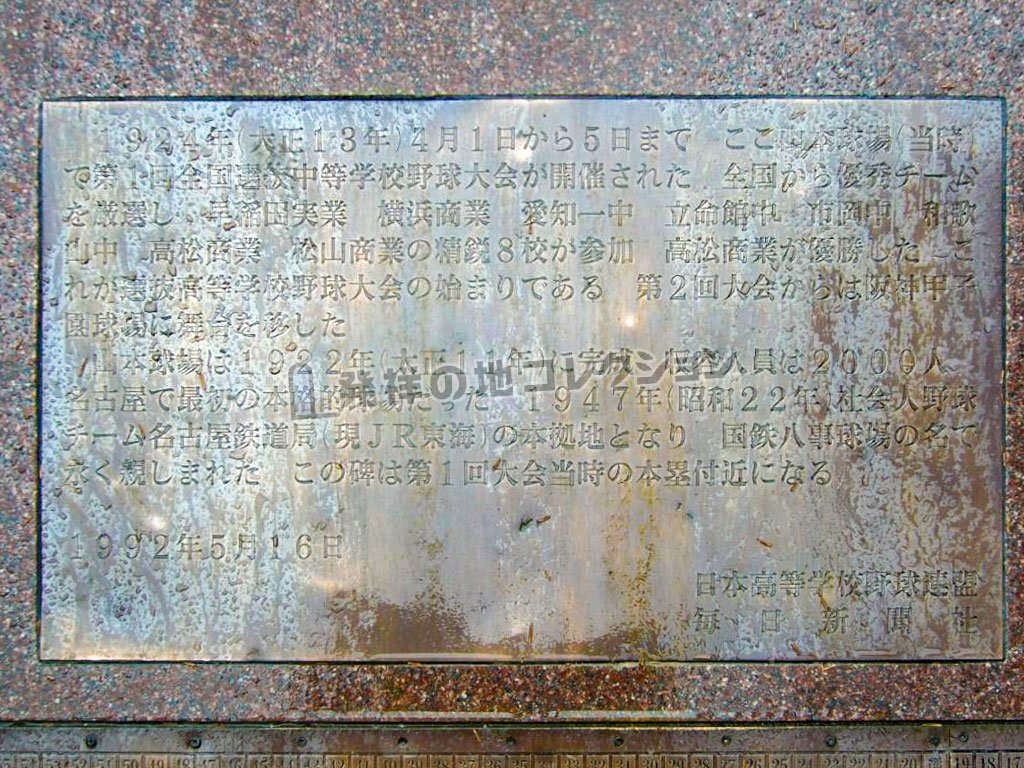 1924年(大正13年)4月1日から5日まで ここ山本球場(当時)
で第1回全国選抜中等学校野球大会が開催された 全国から優秀チーム
を厳選し 早稲田実業 横浜商業 愛知一中 立命館中 市岡中 和歌
山中 高松商業 松山商業の精鋭8校が参加 高松商業が優勝した こ
れが選抜高等学校野球大会の始まりである 第2回大会からは阪神甲子
園球場に舞台を移した
山本球場は1922年(大正1 年)に完成 収容人員は2000人
名古屋で最初の本格的球場だった 1947年(昭和22年)社会人野球
チーム名古屋鉄道局(現JR東海)の本拠地となり 国鉄八事球場の名で
永く親しまれた この碑は第1回大会当時の本塁付近になる
1992年5月16日
日本高等学校野球連盟
毎日新聞社
発祥の地コレクション